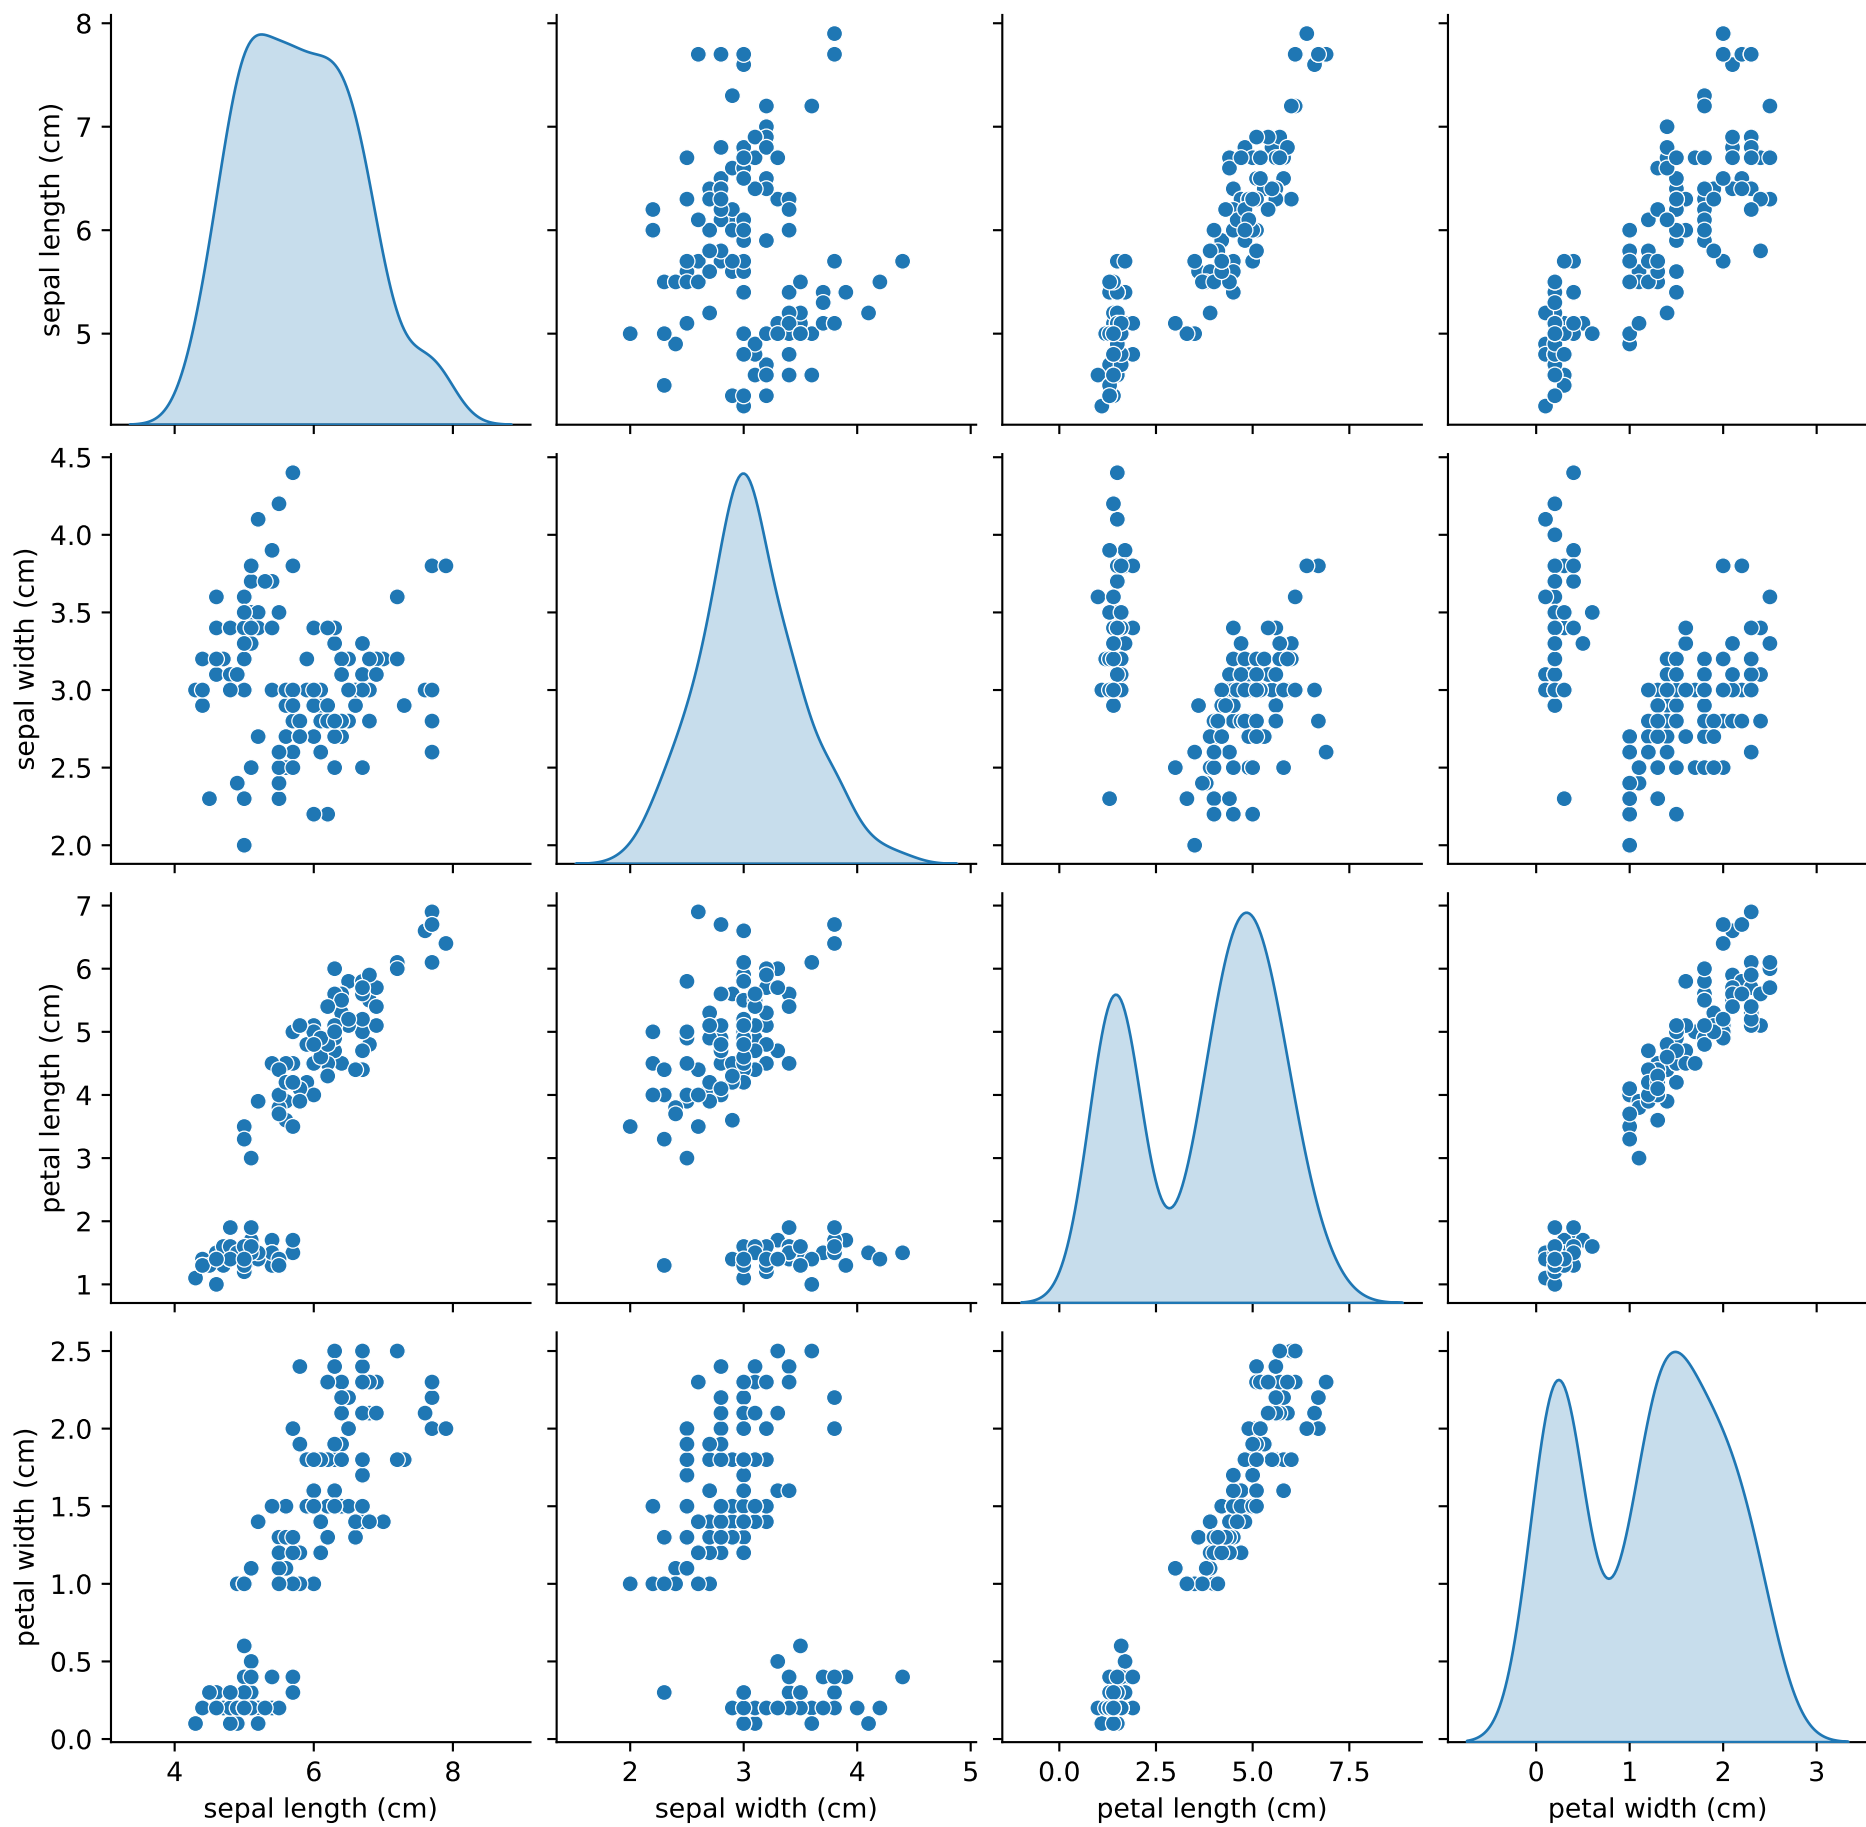 8
7
6
5
sepal length (cm)
4.5
4.0
3.5
3.0
2.5
2.0
sepal width (cm)
7
6
5
4
3
2
1
petal length (cm)
2.5
2.0
1.5
1.0
0.5
0.0
petal width (cm)
4 6 8
2 3 4 5
0.0 2.5 5.0 7.5
0 1 2 3
sepal length (cm)
sepal width (cm)
petal length (cm)
petal width (cm)